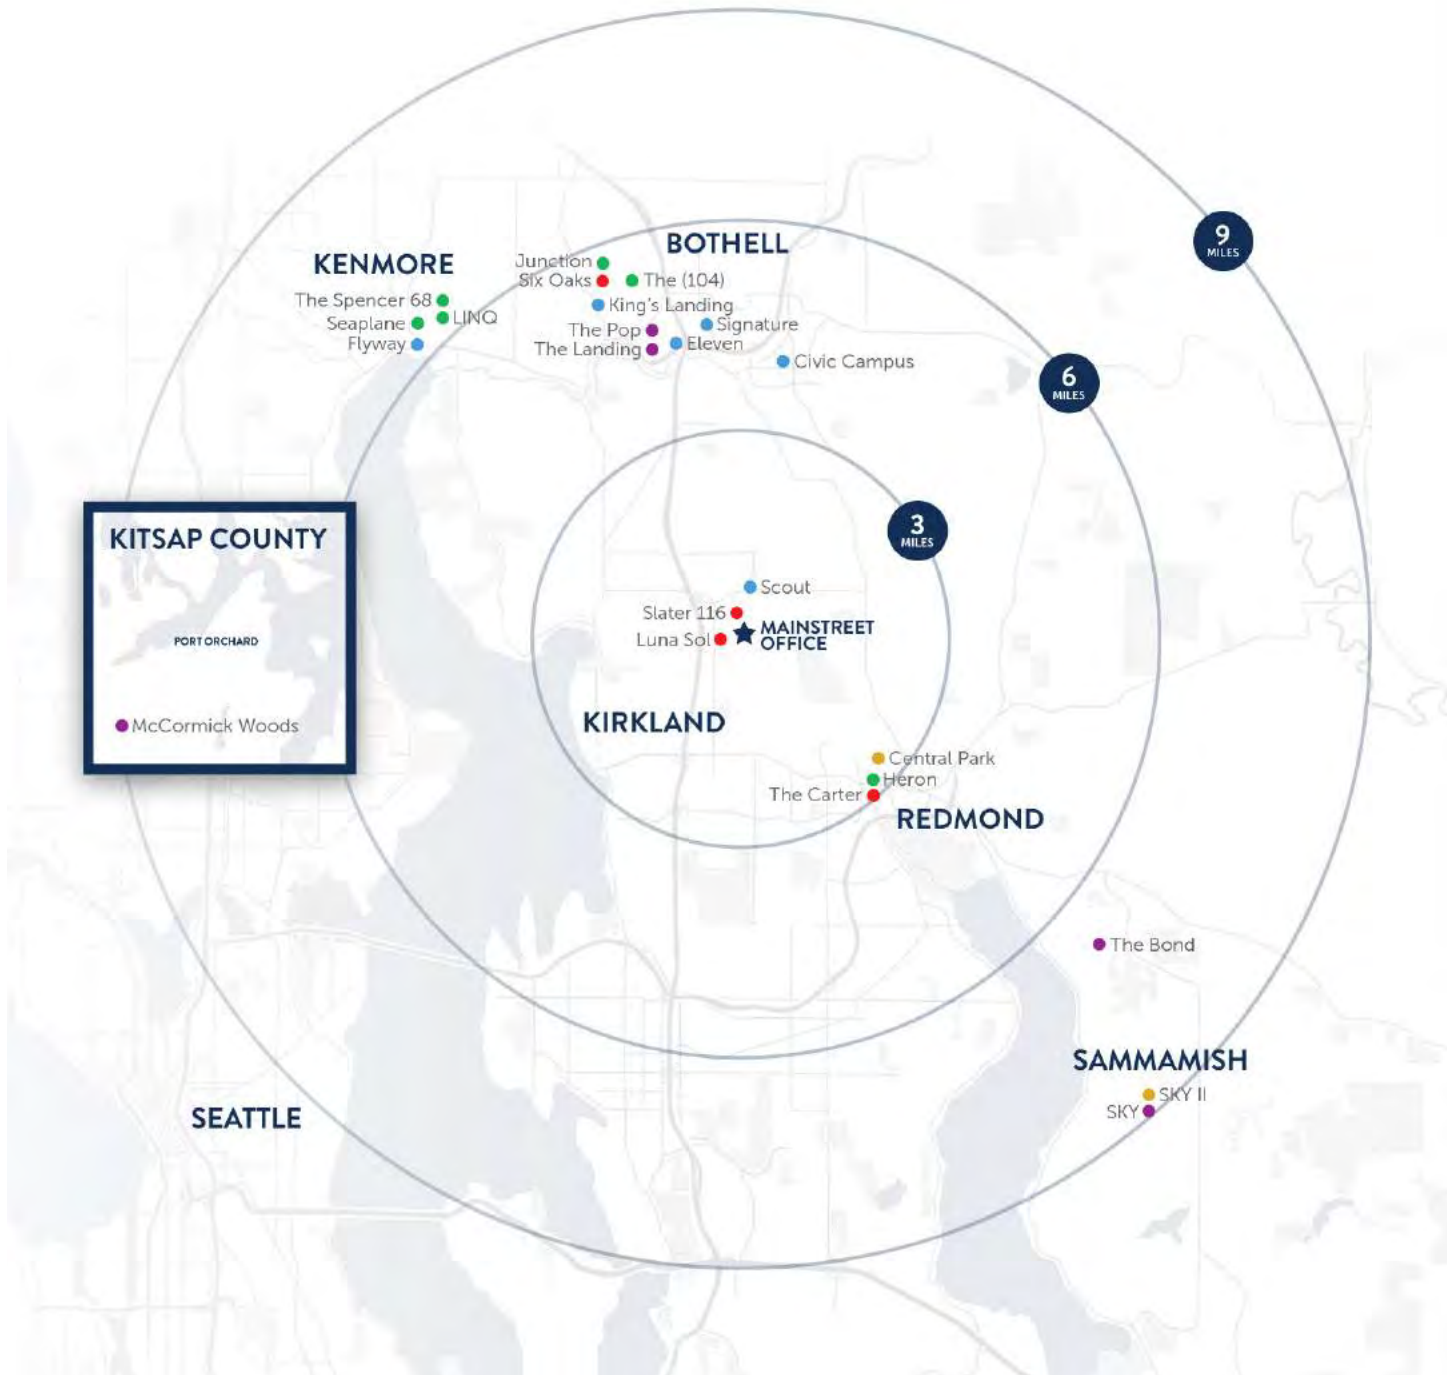 9
MILES
BOTHELL
KENMORE
Junction
Six Oaks
The (104)
The Spencer 68
King's Landing
LINQ
Seaplane
Signature
The Pop
Flyway
Eleven
The Landing
Civic Campus
6
MILES
3
MILES
KITSAP COUNTY
PORT ORCHARD
McCormick Woods
Scout
Slater 116
MAINSTREET
OFFICE
Luna Sol
KIRKLAND
Central Park
Heron
The Carter
REDMOND
The Bond
SAMMAMISH
SKY II
SKY
SEATTLE